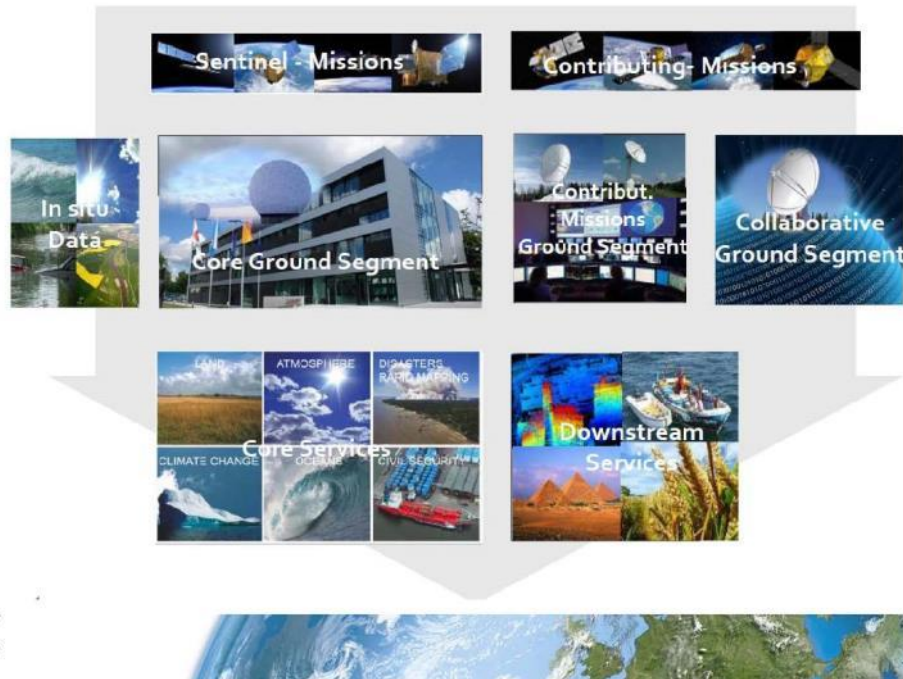 Sentinel - Missions
Contributing- Missions
In situ
Data
Core Ground Segment
Contribut.
Missions
Ground Segment
Collaborative
Ground Segment
LAND
ATMOSPHERE
DISASTERS
RAPID MAPPING
Core Services
CLIMATE CHANGE
OCEANS
CIVIL SECURITY
Downstream
Services